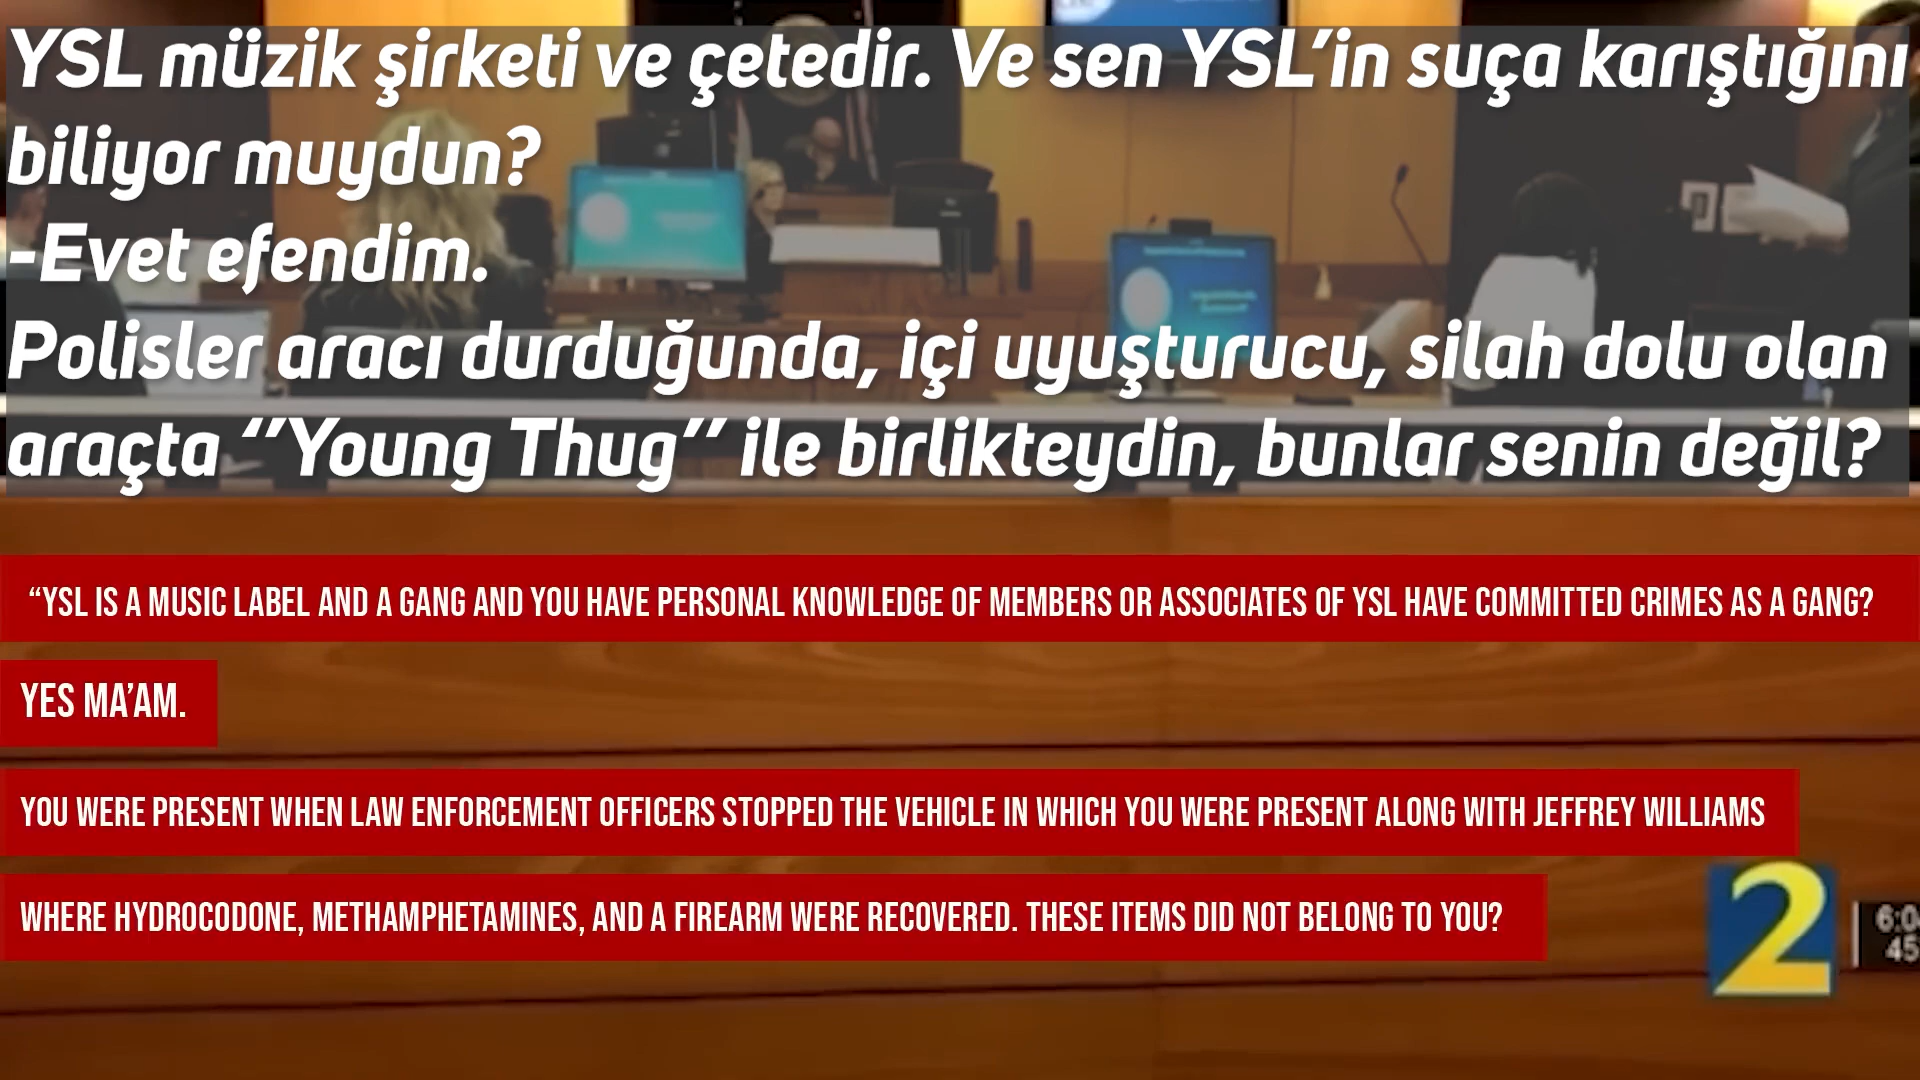 YSL müzik şirketi ve çetedir. Ve sen YSL’in suça karıştığını
biliyor muydun?
-Evet efendim.
Polisler aracı durduğunda, içi uyuşturucu, silah dolu olan
araçta ‘’Young Thug’’ ile birlikteydin, bunlar senin değil?
“YSL IS A MUSIC LABEL AND A GANG AND YOU HAVE PERSONAL KNOWLEDGE OF MEMBERS OR ASSOCIATES OF YSL HAVE COMMITTED CRIMES AS A GANG?
YES MA’AM.
YOU WERE PRESENT WHEN LAW ENFORCEMENT OFFICERS STOPPED THE VEHICLE IN WHICH YOU WERE PRESENT ALONG WITH JEFFREY WILLIAMS
WHERE HYDROCODONE, METHAMPHETAMINES, AND A FIREARM WERE RECOVERED. THESE ITEMS DID NOT BELONG TO YOU?
2
45